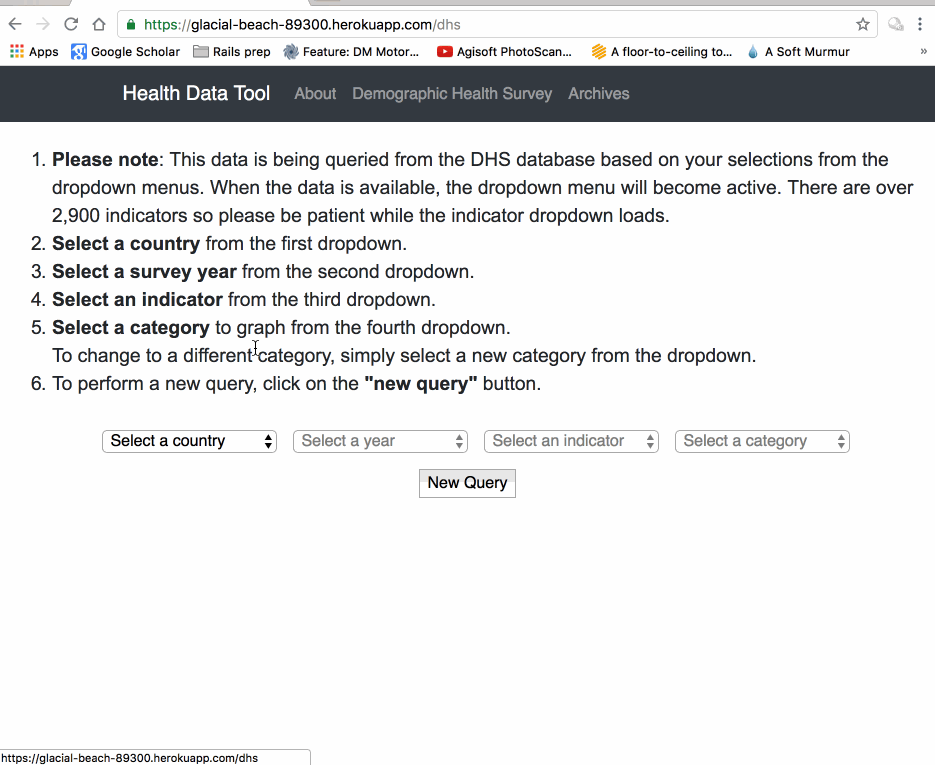 https://glacial-beach-89300.herokuapp.com/dhs
Apps Google Scholar Rails prep Feature: DM Motor... Agisoft PhotoScan... A floor-to-ceiling to... A Soft Murmur »
Health Data Tool About Demographic Health Survey Archives
1. Please note: This data is being queried from the DHS database based on your selections from the
dropdown menus. When the data is available, the dropdown menu will become active. There are over
2,900 indicators so please be patient while the indicator dropdown loads.
2. Select a country from the first dropdown.
3. Select a survey year from the second dropdown.
4. Select an indicator from the third dropdown.
5. Select a category to graph from the fourth dropdown.
To change to a different category, simply select a new category from the dropdown.
6. To perform a new query, click on the "new query" button.
Select a country Select a year Select an indicator Select a category
New Query
https://glacial-beach-89300.herokuapp.com/dhs